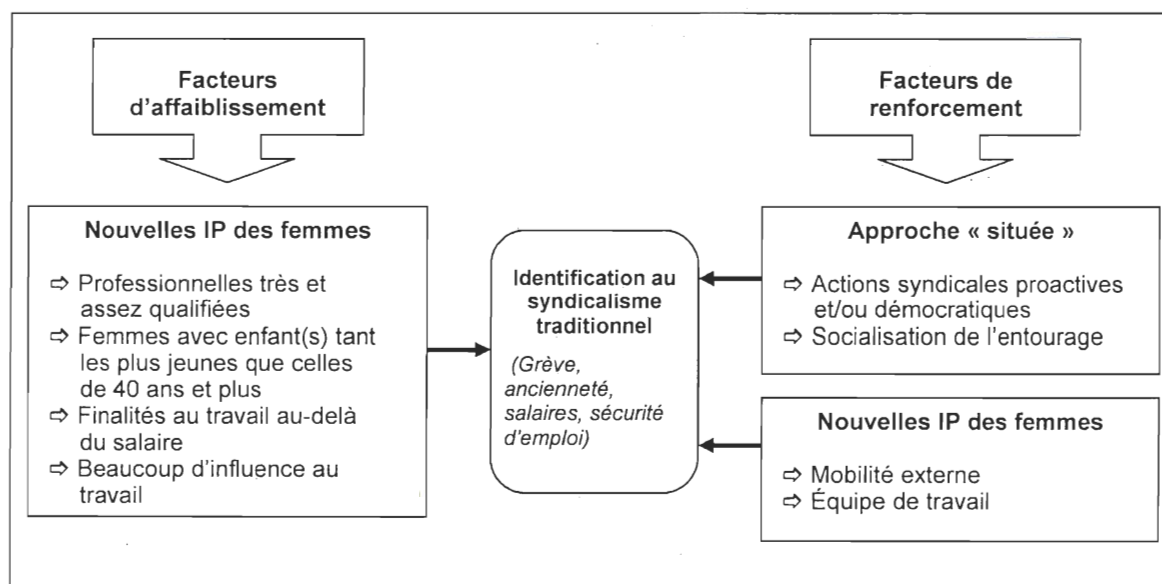 Facteurs
d'affaiblissement
Facteurs de
renforcement
Nouvelles IP des femmes
⇨ Professionnelles très et
assez qualifiées
⇨ Femmes avec enfant(s) tant
les plus jeunes que celles
de 40 ans et plus
⇨ Finalités au travail au-delà
du salaire
⇨ Beaucoup d'influence au
travail
Identification au
syndicalisme
traditionnel
(Grève,
ancienneté,
salaires, sécurité
d'emploi)
Approche « située »
⇨ Actions syndicales proactives
et/ou démocratiques
⇨ Socialisation de l'entourage
Nouvelles IP des femmes
⇨ Mobilité externe
⇨ Équipe de travail